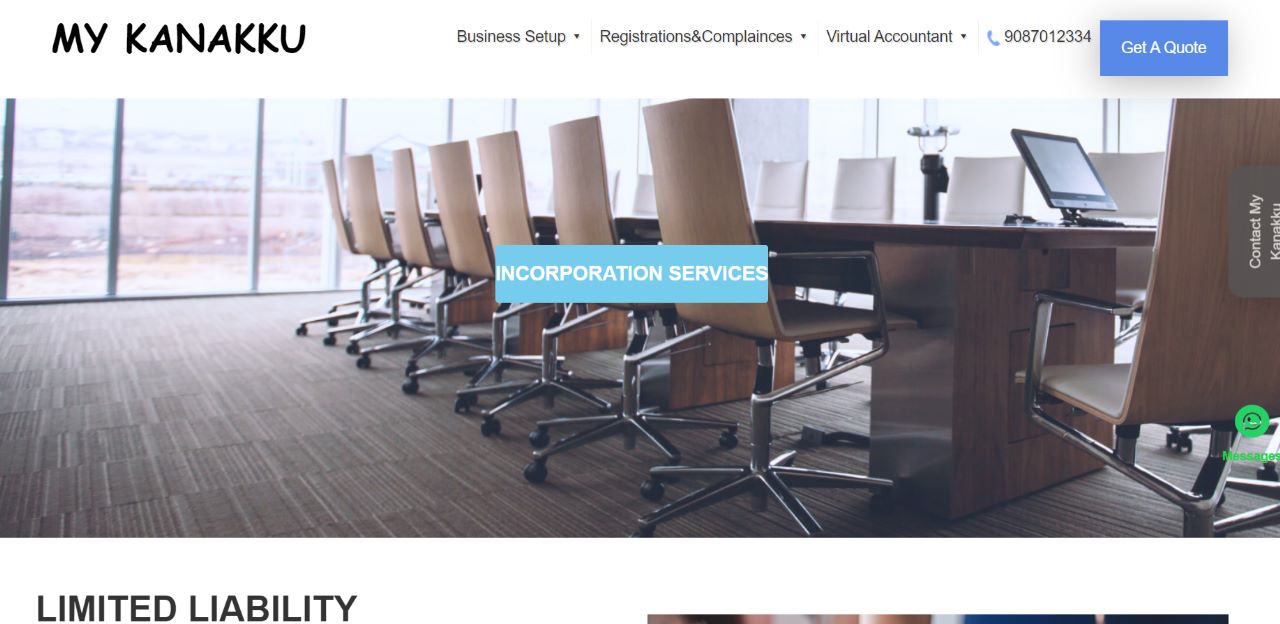 MY KANAKKU
Business Setup
Registrations&Complainces
Virtual Accountant
9087012334
Get A Quote
INCORPORATION SERVICES
Contact My
Kanakku
Messages
LIMITED LIABILITY